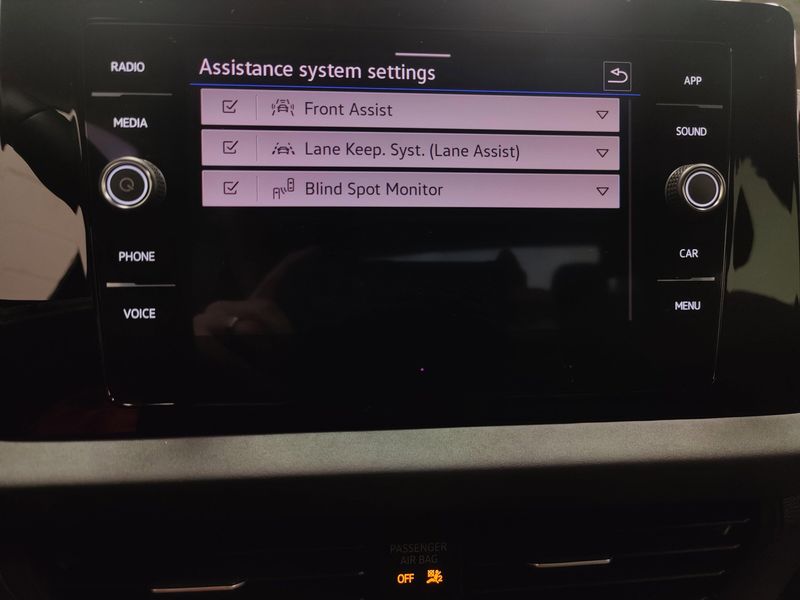 RADIO
Assistance system settings
APP
MEDIA
Front Assist
SOUND
Lane Keep. Syst. (Lane Assist)
Blind Spot Monitor
PHONE
CAR
VOICE
MENU
PASSENGER
AIR BAG
OFF